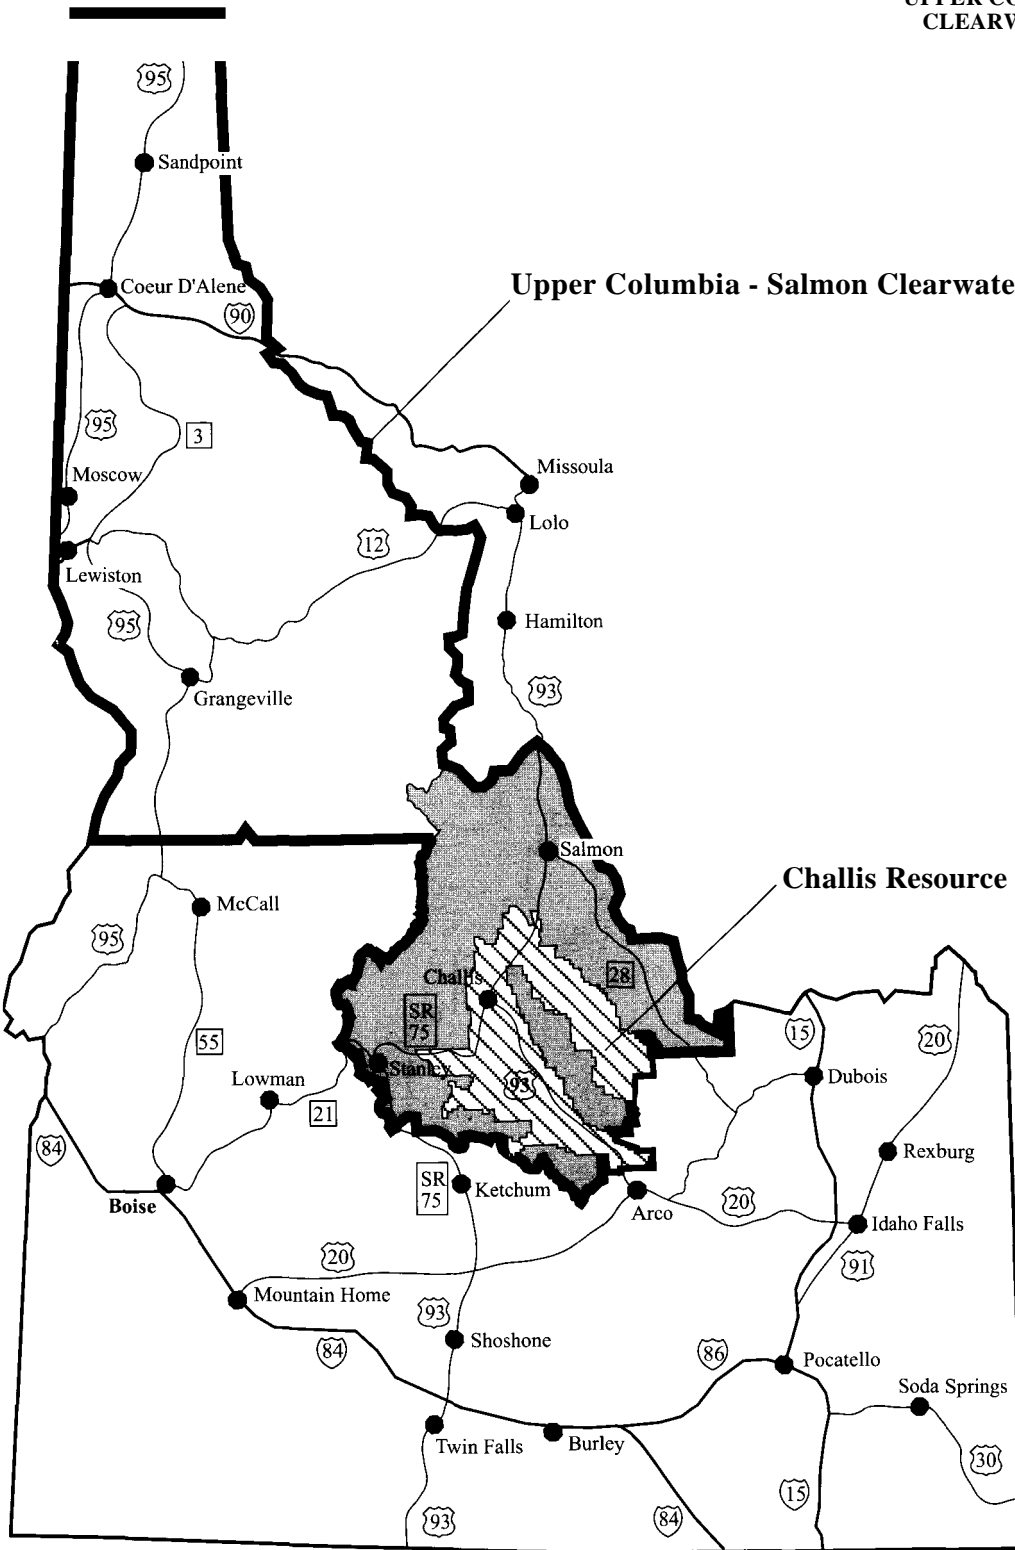 UPPER CO
CLEARW
95
Sandpoint
Coeur D'Alene
Upper Columbia - Salmon Clearwate
90
95
3
Moscow
Missoula
Lolo
12
Lewiston
95
Hamilton
93
Grangeville
Salmon
Challis Resource
McCall
95
Challis
28
SR
75
15
20
55
Stanley
Lowman
93
Dubois
21
84
Rexburg
SR
75
Ketchum
Boise
Arco
20
Idaho Falls
20
91
Mountain Home
93
Shoshone
84
86
Pocatello
Soda Springs
Twin Falls
Burley
30
15
93
84